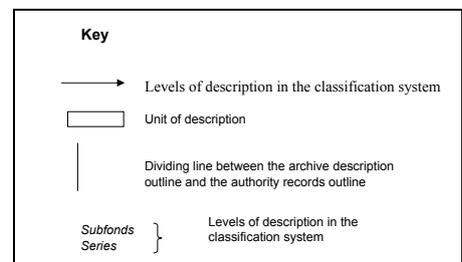 Key
Levels of description in the classification system
Unit of description
Dividing line between the archive description
outline and the authority records outline
Subfonds
Series
Levels of description in the
classification system